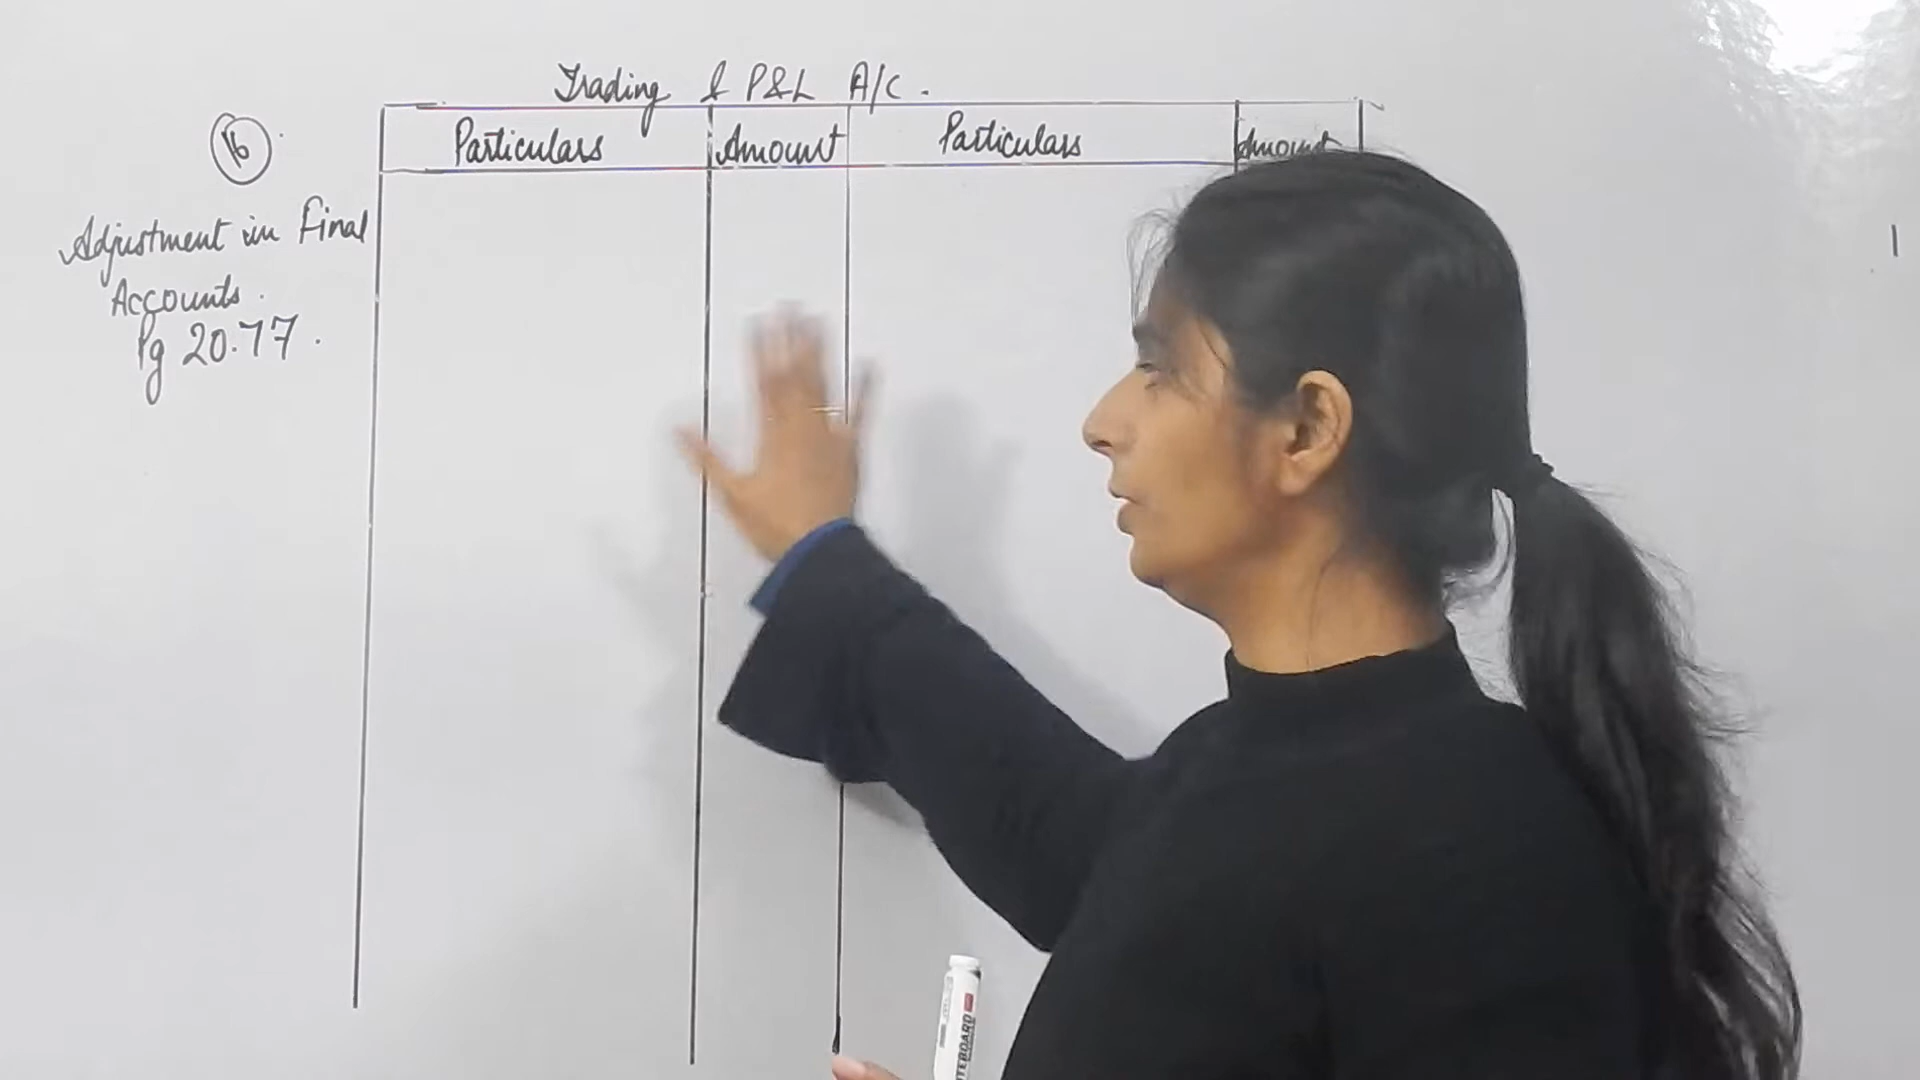 Trading & P&L A/C.
Particulars Amount Particulars Amount
16
Adjustment in Final
Accounts.
Pg 20.77.